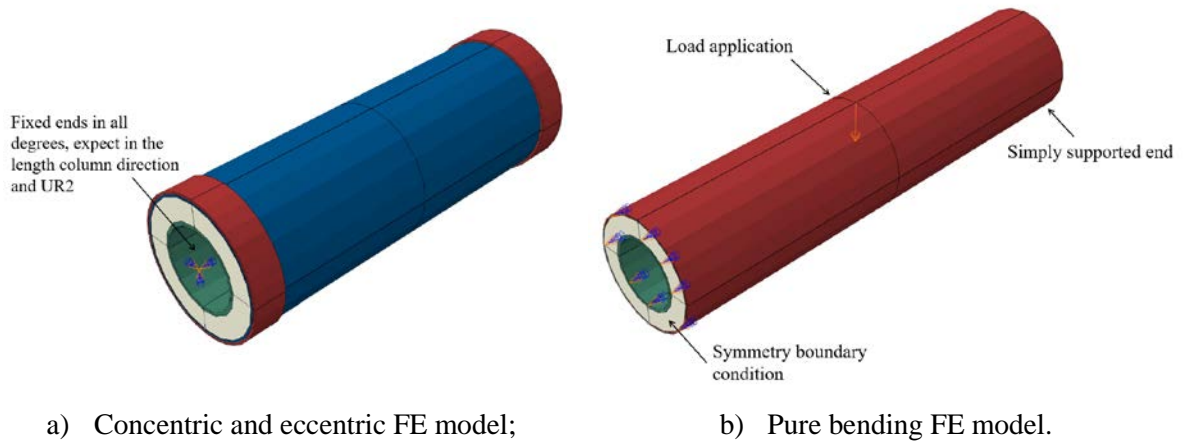 Fixed ends in all
degrees, expect in the
length column direction
and UR2
Load application
Simply supported end
Symmetry boundary
condition
a) Concentric and eccentric FE model;
b) Pure bending FE model.